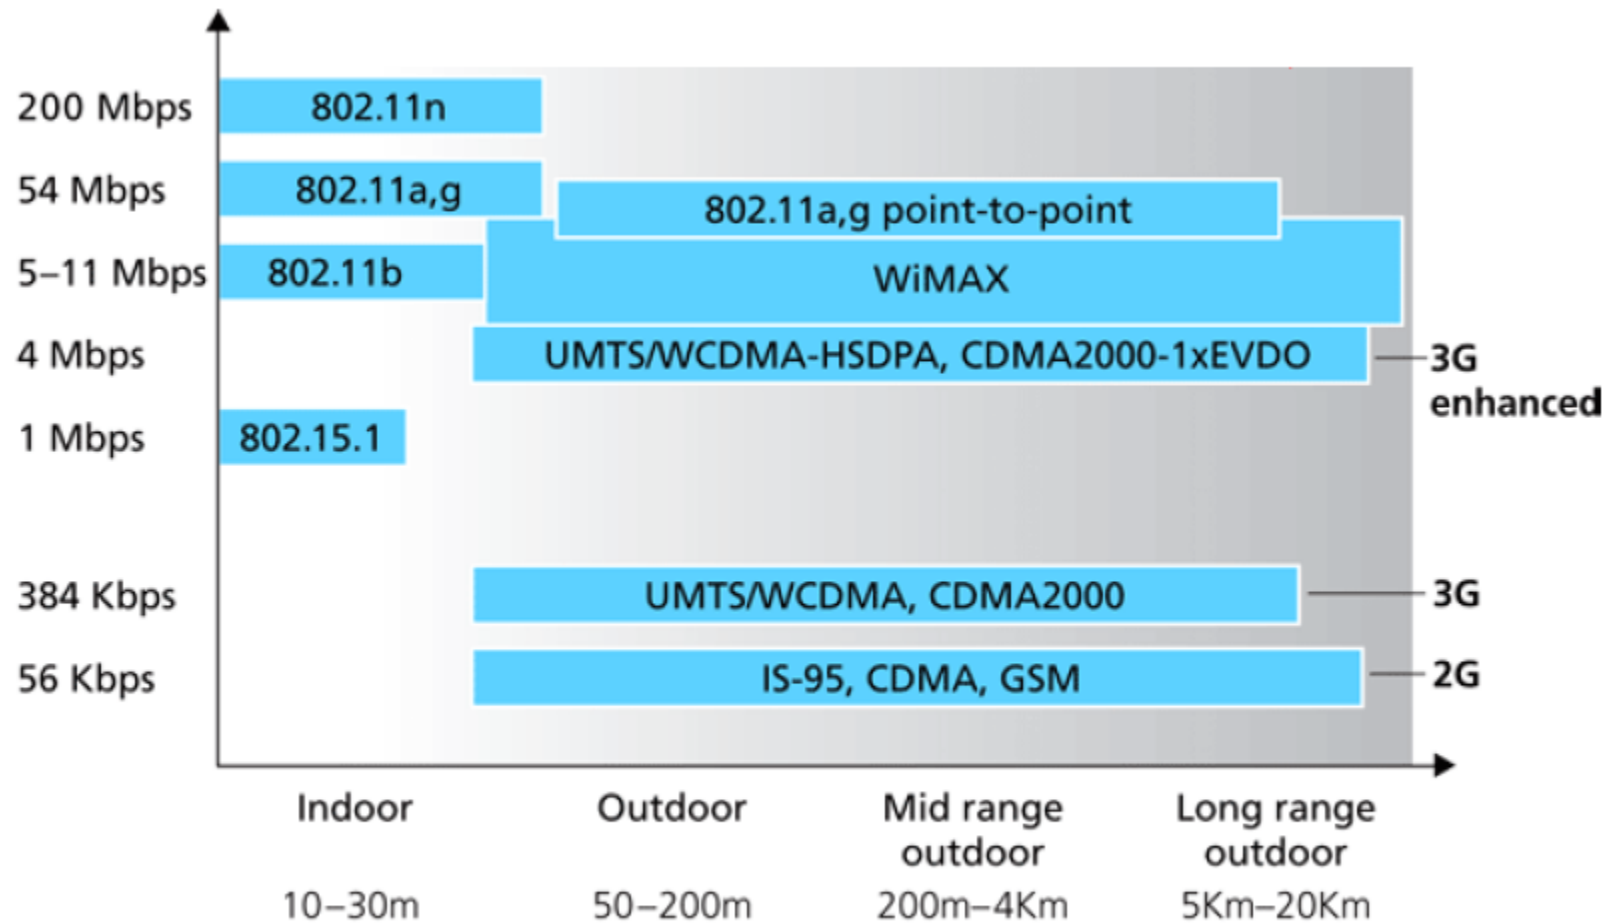 200 Mbps
802.11n
54 Mbps
802.11a,g
802.11a,g point-to-point
5–11 Mbps
802.11b
WiMAX
4 Mbps
UMTS/WCDMA-HSDPA, CDMA2000-1xEVDO
3G
enhanced
1 Mbps
802.15.1
384 Kbps
UMTS/WCDMA, CDMA2000
3G
56 Kbps
IS-95, CDMA, GSM
2G
Indoor
Outdoor
Mid range
outdoor
Long range
outdoor
10–30m
50–200m
200m–4Km
5Km–20Km